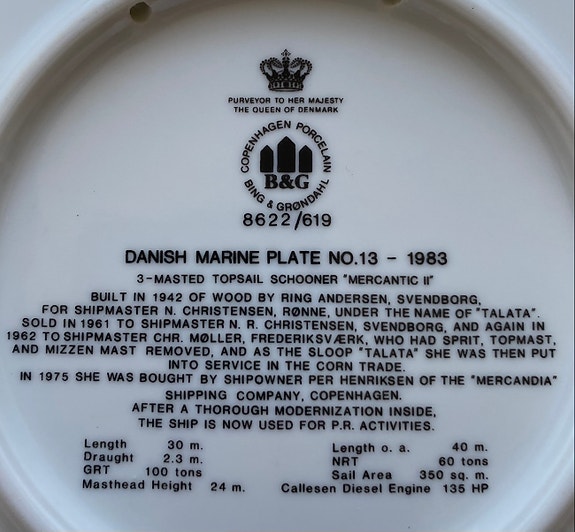 PURVEYOR TO HER MAJESTY
THE QUEEN OF DENMARK
COPENHAGEN PORCELAIN
B&G
BING & GRØNDAHL
8622/619
DANISH MARINE PLATE NO.13 - 1983
3-MASTED TOPSAIL SCHOONER "MERCANTIC II"
BUILT IN 1942 OF WOOD BY RING ANDERSEN, SVENDBORG,
FOR SHIPMASTER N. CHRISTENSEN, RØNNE, UNDER THE NAME OF "TALATA".
SOLD IN 1961 TO SHIPMASTER N. R. CHRISTENSEN, SVENDBORG, AND AGAIN IN
1962 TO SHIPMASTER CHR. MØLLER, FREDERIKSVÆRK, WHO HAD SPRIT, TOPMAST,
AND MIZZEN MAST REMOVED, AND AS THE SLOOP "TALATA" SHE WAS THEN PUT
INTO SERVICE IN THE CORN TRADE.
IN 1975 SHE WAS BOUGHT BY SHIPOWNER PER HENRIKSEN OF THE "MERCANDIA"
SHIPPING COMPANY, COPENHAGEN.
AFTER A THOROUGH MODERNIZATION INSIDE,
THE SHIP IS NOW USED FOR P.R. ACTIVITIES.
Length 30 m. Length o. a. 40 m.
Draught 2.3 m. NRT 60 tons
GRT 100 tons Sail Area 350 sq. m.
Masthead Height 24 m. Callesen Diesel Engine 135 HP